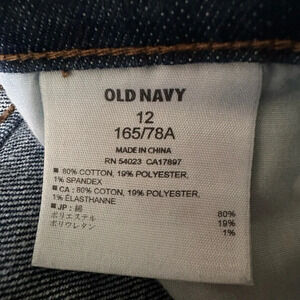 OLD NAVY
12
165/78A
MADE IN CHINA
RN 54023 CA17897
■ 80% COTTON, 19% POLYESTER,
1% SPANDEX
■ CA : 80% COTON, 19% POLYESTER,
1% ÉLASTHANNE
■ JP : 綿 80%
ポリエステル 19%
ポリウレタン 1%